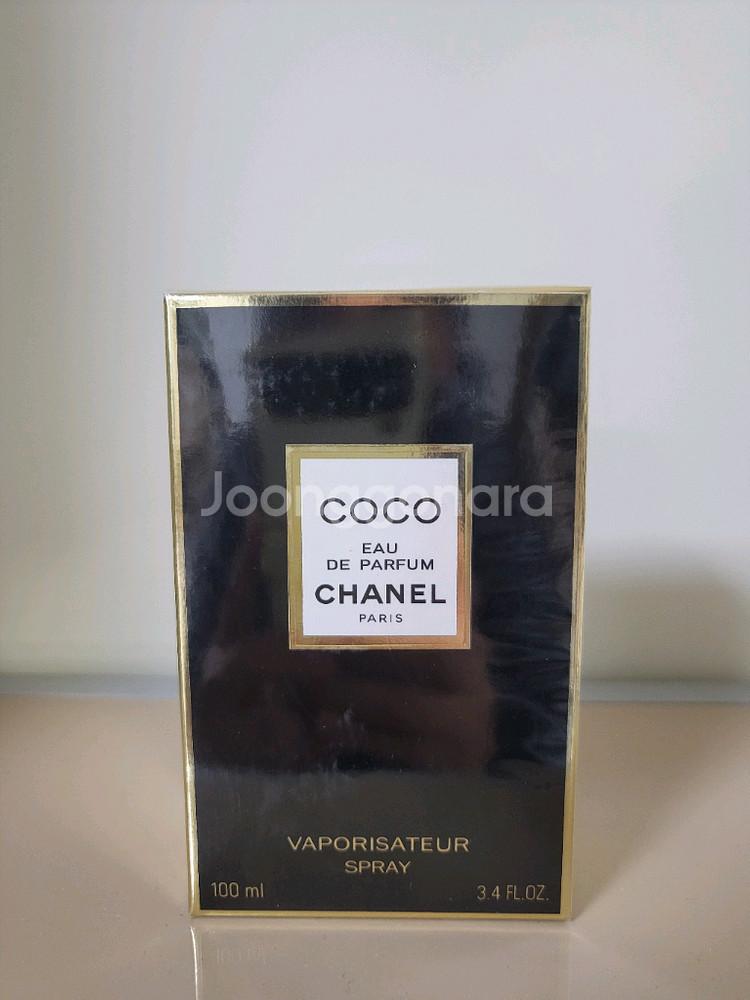 Joonggonara
COCO
EAU
DE PARFUM
CHANEL
PARIS
VAPORISATEUR
SPRAY
100 ml
3.4 FL.OZ.